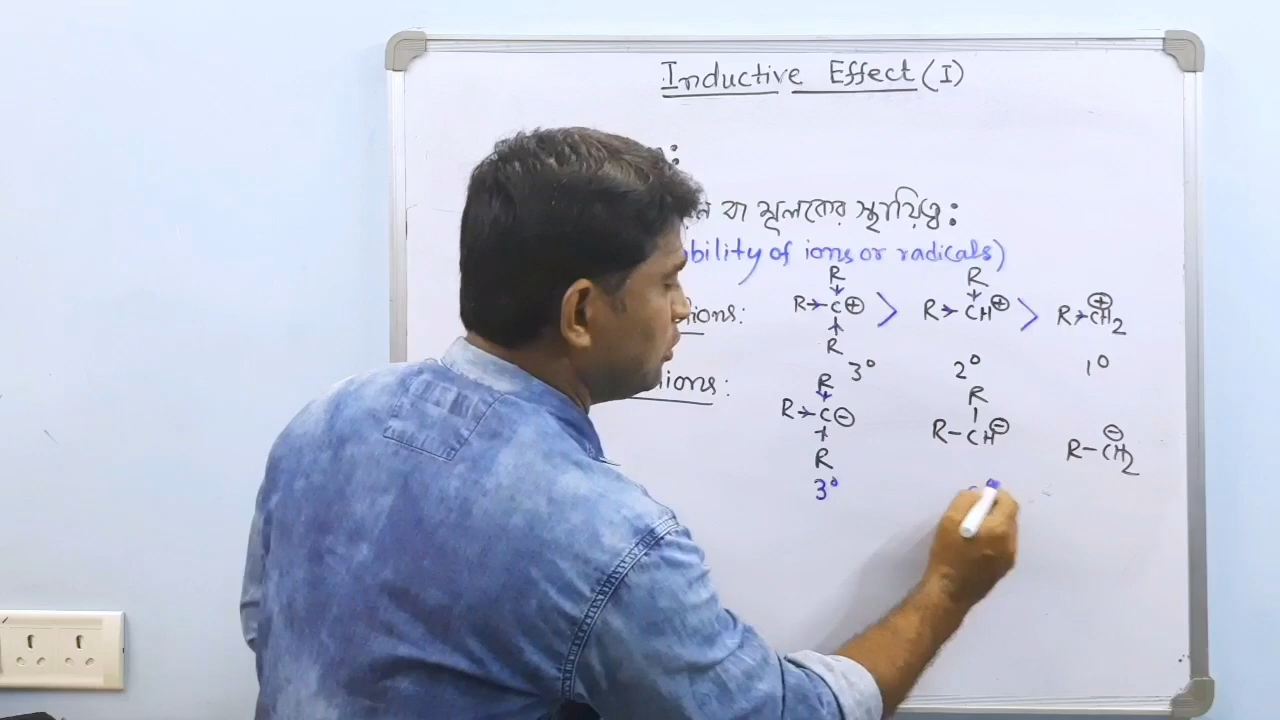 Inductive Effect (I)
:
বা মূলকের স্থায়িত্ব :
bility of ions or radicals)
R R
ions: R C⊕ > R CH⊕ > R CH2⊕
R
3° 2° 1°
ions: R R
R C⊖ R-CH⊖ R-CH2⊖
R
3°